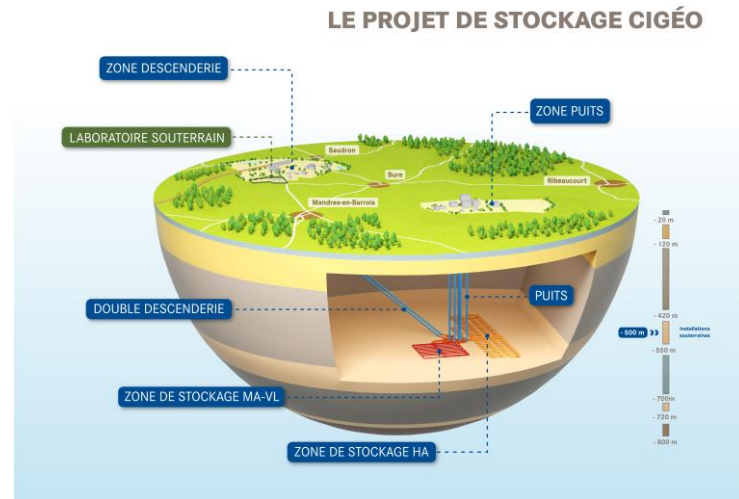 LE PROJET DE STOCKAGE CIGÉO
ZONE DESCENDERIE
ZONE PUITS
LABORATOIRE SOUTERRAIN
Saudron
Sure
Ribeaucourt
Mandres-en-Barrois
- 20 m
- 120 m
DOUBLE DESCENDERIE
PUITS
- 420 m
- 500 m
Installations
souterraines
- 550 m
ZONE DE STOCKAGE MA-VL
- 700m
- 720 m
ZONE DE STOCKAGE HA
- 800 m